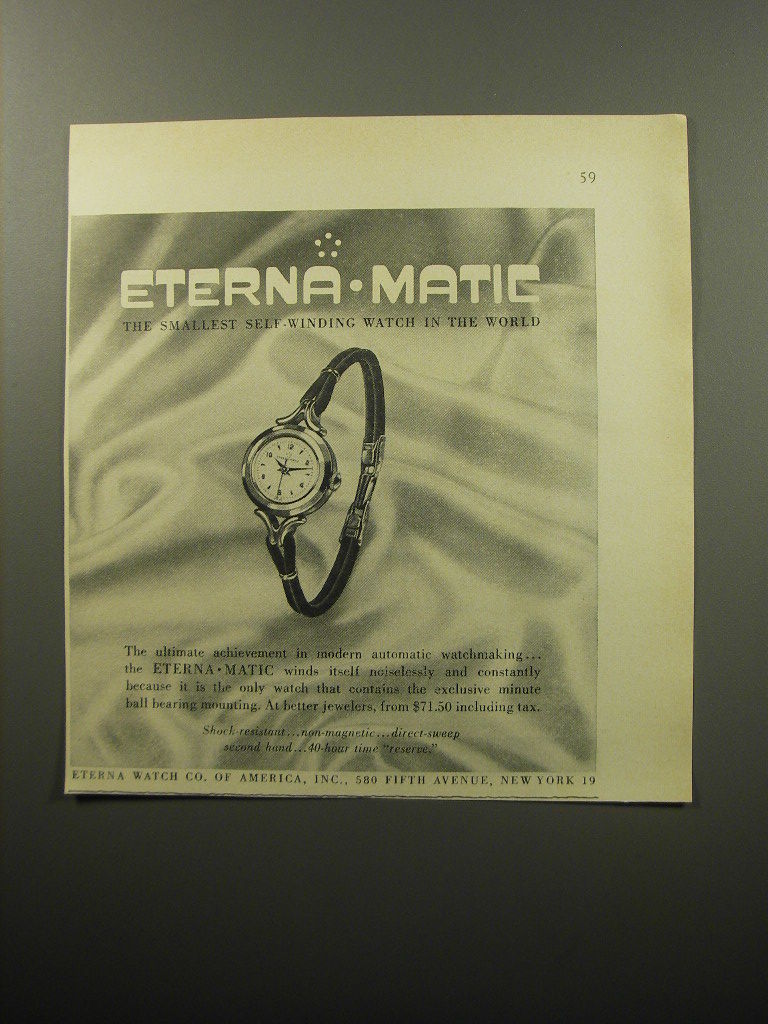 59
ETERNA·MATIC
THE SMALLEST SELF-WINDING WATCH IN THE WORLD
The ultimate achievement in modern automatic watchmaking...
the ETERNA·MATIC winds itself noiselessly and constantly
because it is the only watch that contains the exclusive minute
ball bearing mounting. At better jewelers, from $71.50 including tax.
Shock-resistant...non-magnetic...direct-sweep
second hand...40-hour time "reserve."
ETERNA WATCH CO. OF AMERICA, INC., 580 FIFTH AVENUE, NEW YORK 19